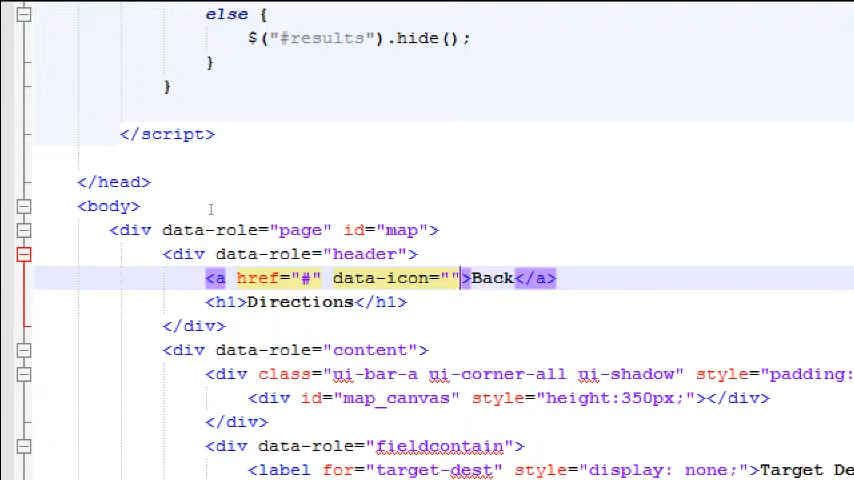 else {
$("#results").hide();
}
}
</script>
</head>
<body>
<div data-role="page" id="map">
<div data-role="header">
<a href="#" data-icon="">Back</a>
<h1>Directions</h1>
</div>
<div data-role="content">
<div class="ui-bar-a ui-corner-all ui-shadow" style="padding:
<div id="map_canvas" style="height:350px;"></div>
</div>
<div data-role="fieldcontain">
<label for="target-dest" style="display: none;">Target De